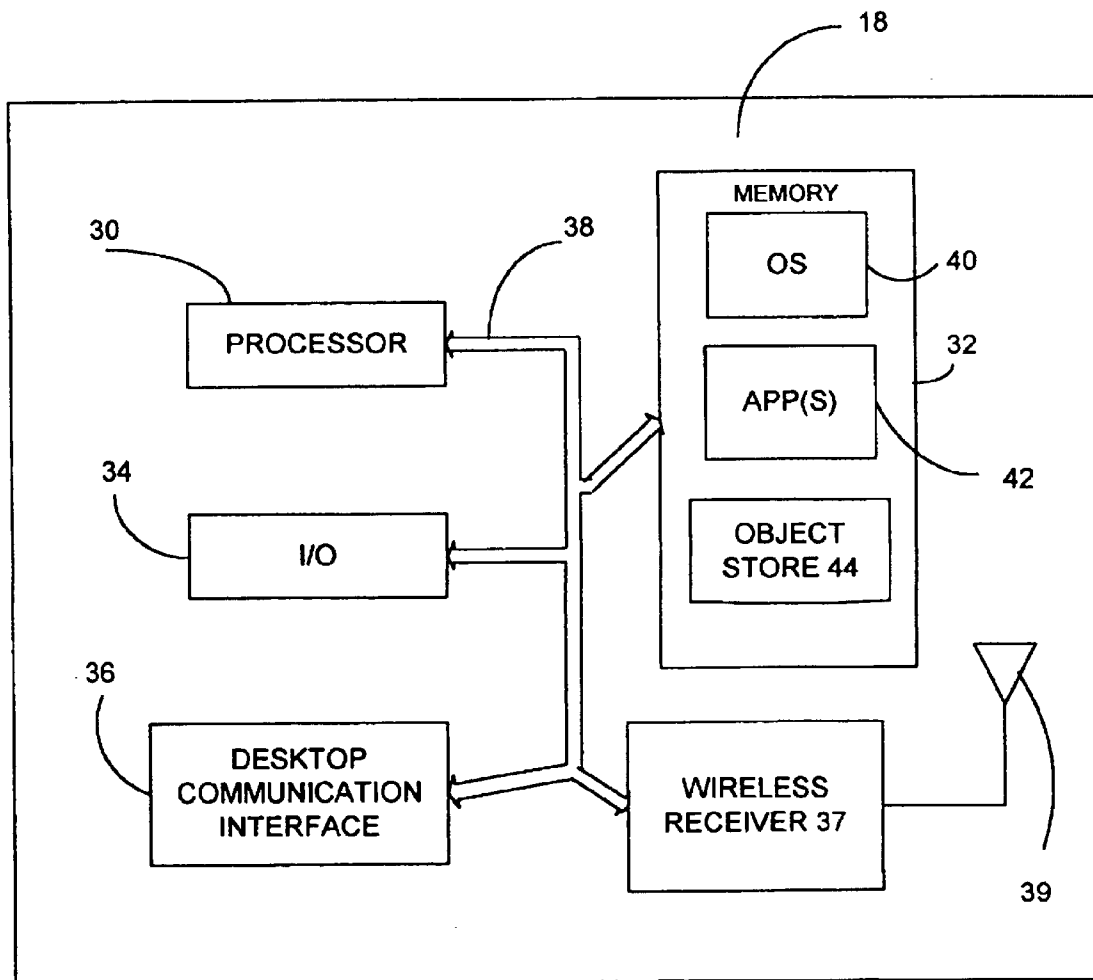 18
MEMORY
30
38
OS
40
PROCESSOR
32
APP(S)
34
42
I/O
OBJECT
STORE 44
36
DESKTOP
COMMUNICATION
INTERFACE
WIRELESS
RECEIVER 37
39